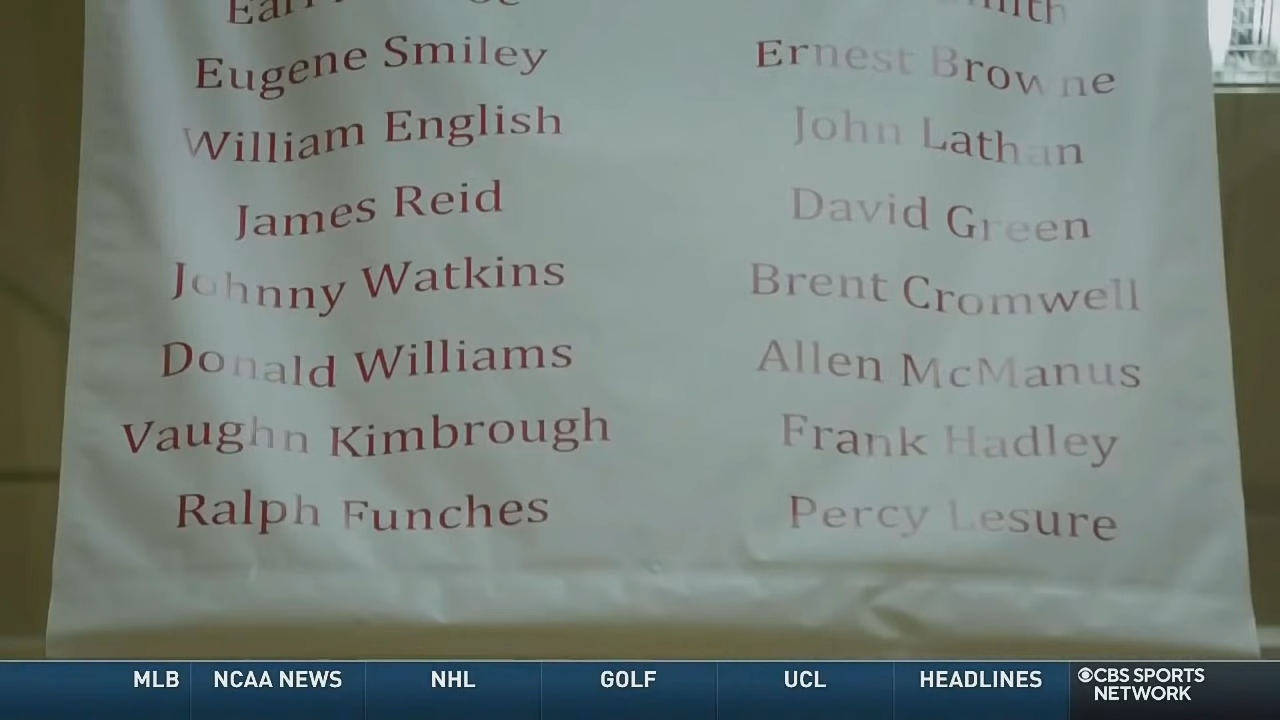 Eugene Smiley
William English
James Reid
Johnny Watkins
Donald Williams
Vaughn Kimbrough
Ralph Funches
Ernest Browne
John Lathan
David Green
Brent Cromwell
Allen McManus
Frank Hadley
Percy Lesure
MLB NCAA NEWS NHL GOLF UCL HEADLINES
CBS SPORTS
NETWORK